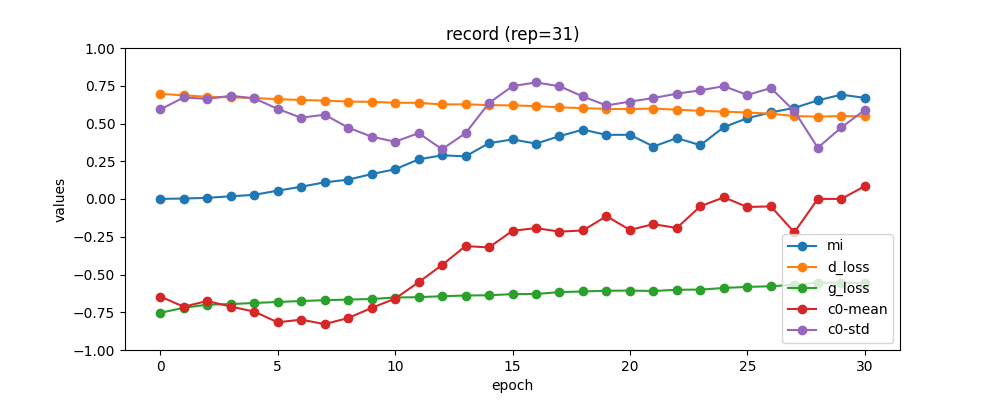 record (rep=31)
values
1.00
0.75
0.50
0.25
0.00
−0.25
−0.50
−0.75
−1.00
mi
d_loss
g_loss
c0-mean
c0-std
0 5 10 15 20 25 30
epoch